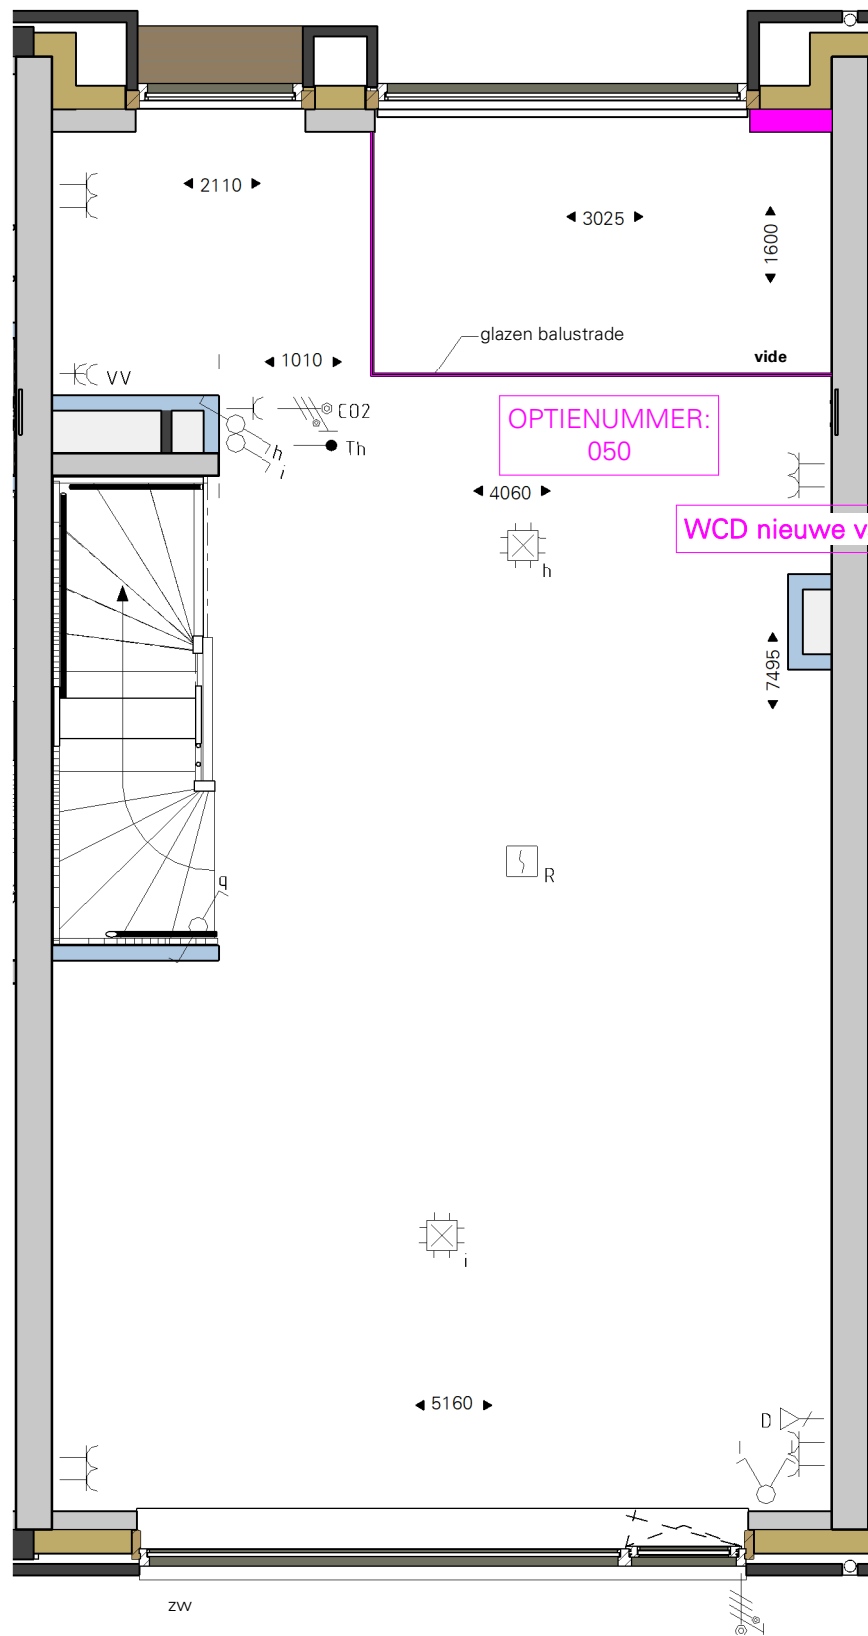 2110
3025
1600
glazen balustrade
vide
1010
VV
CO2
Th
h
i
OPTIENUMMER:
050
4060
WCD nieuwe v
h
7495
R
q
i
5160
D
zw